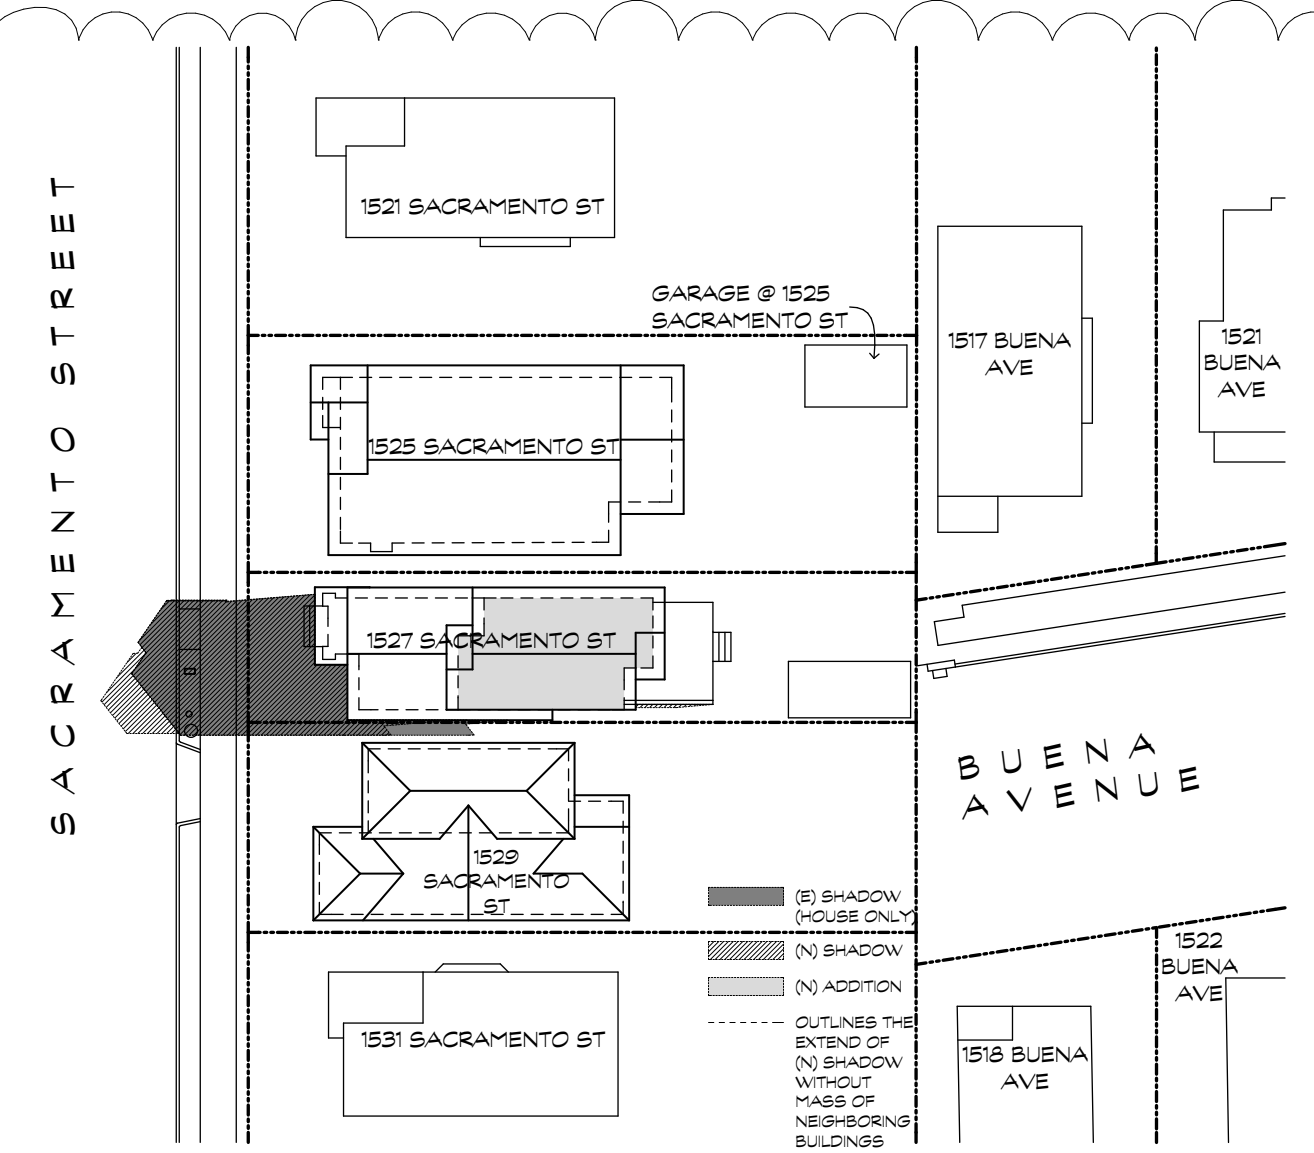 SACRAMENTO STREET
1521 SACRAMENTO ST
GARAGE @ 1525
SACRAMENTO ST
1517 BUENA
AVE
1521
BUENA
AVE
1525 SACRAMENTO ST
1527 SACRAMENTO ST
BUENA
AVENUE
1529
SACRAMENTO
ST
(E) SHADOW
(HOUSE ONLY)
(N) SHADOW
(N) ADDITION
OUTLINES THE
EXTEND OF
(N) SHADOW
WITHOUT
MASS OF
NEIGHBORING
BUILDINGS
1522
BUENA
AVE
1531 SACRAMENTO ST
1518 BUENA
AVE